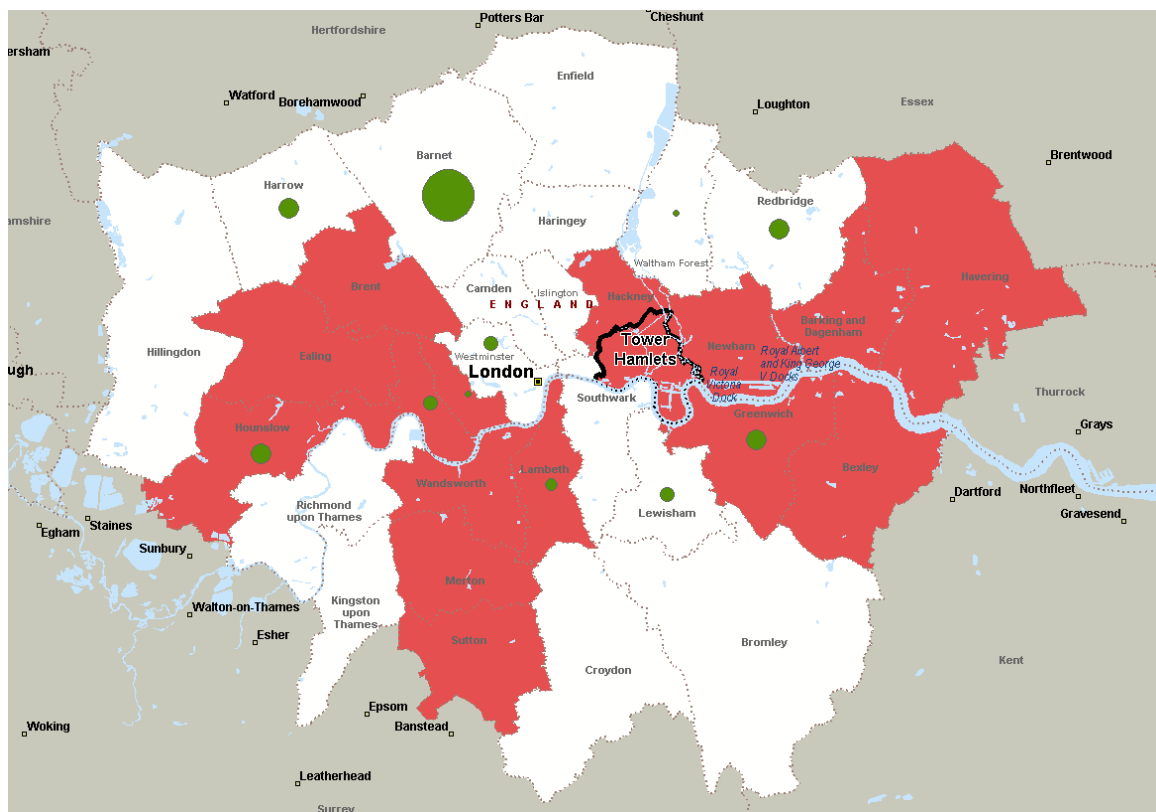 Potters Bar
Cheshunt
Hertfordshire
ersham
Enfield
Watford
Borehamwood
Loughton
Essex
Barnet
Brentwood
Harrow
Redbridge
amshire
Haringey
Waltham Forest
Havering
Brent
Camden
Islington
Hackney
ENGLAND
Barking and
Dagenham
Tower
Hamlets
Newham
Hillingdon
Ealing
Westminster
London
Royal Albert
and King George
V Docks
ough
Royal
Victoria
Dock
Southwark
Thurrock
Greenwich
Hounslow
Grays
Lambeth
Bexley
Wandsworth
Richmond
upon Thames
Lewisham
Dartford
Northfleet
Gravesend
Staines
Egham
Sunbury
Merton
Kingston
upon
Thames
Walton-on-Thames
Esher
Sutton
Bromley
Croydon
Kent
Epsom
Banstead
Woking
Leatherhead
Surrey